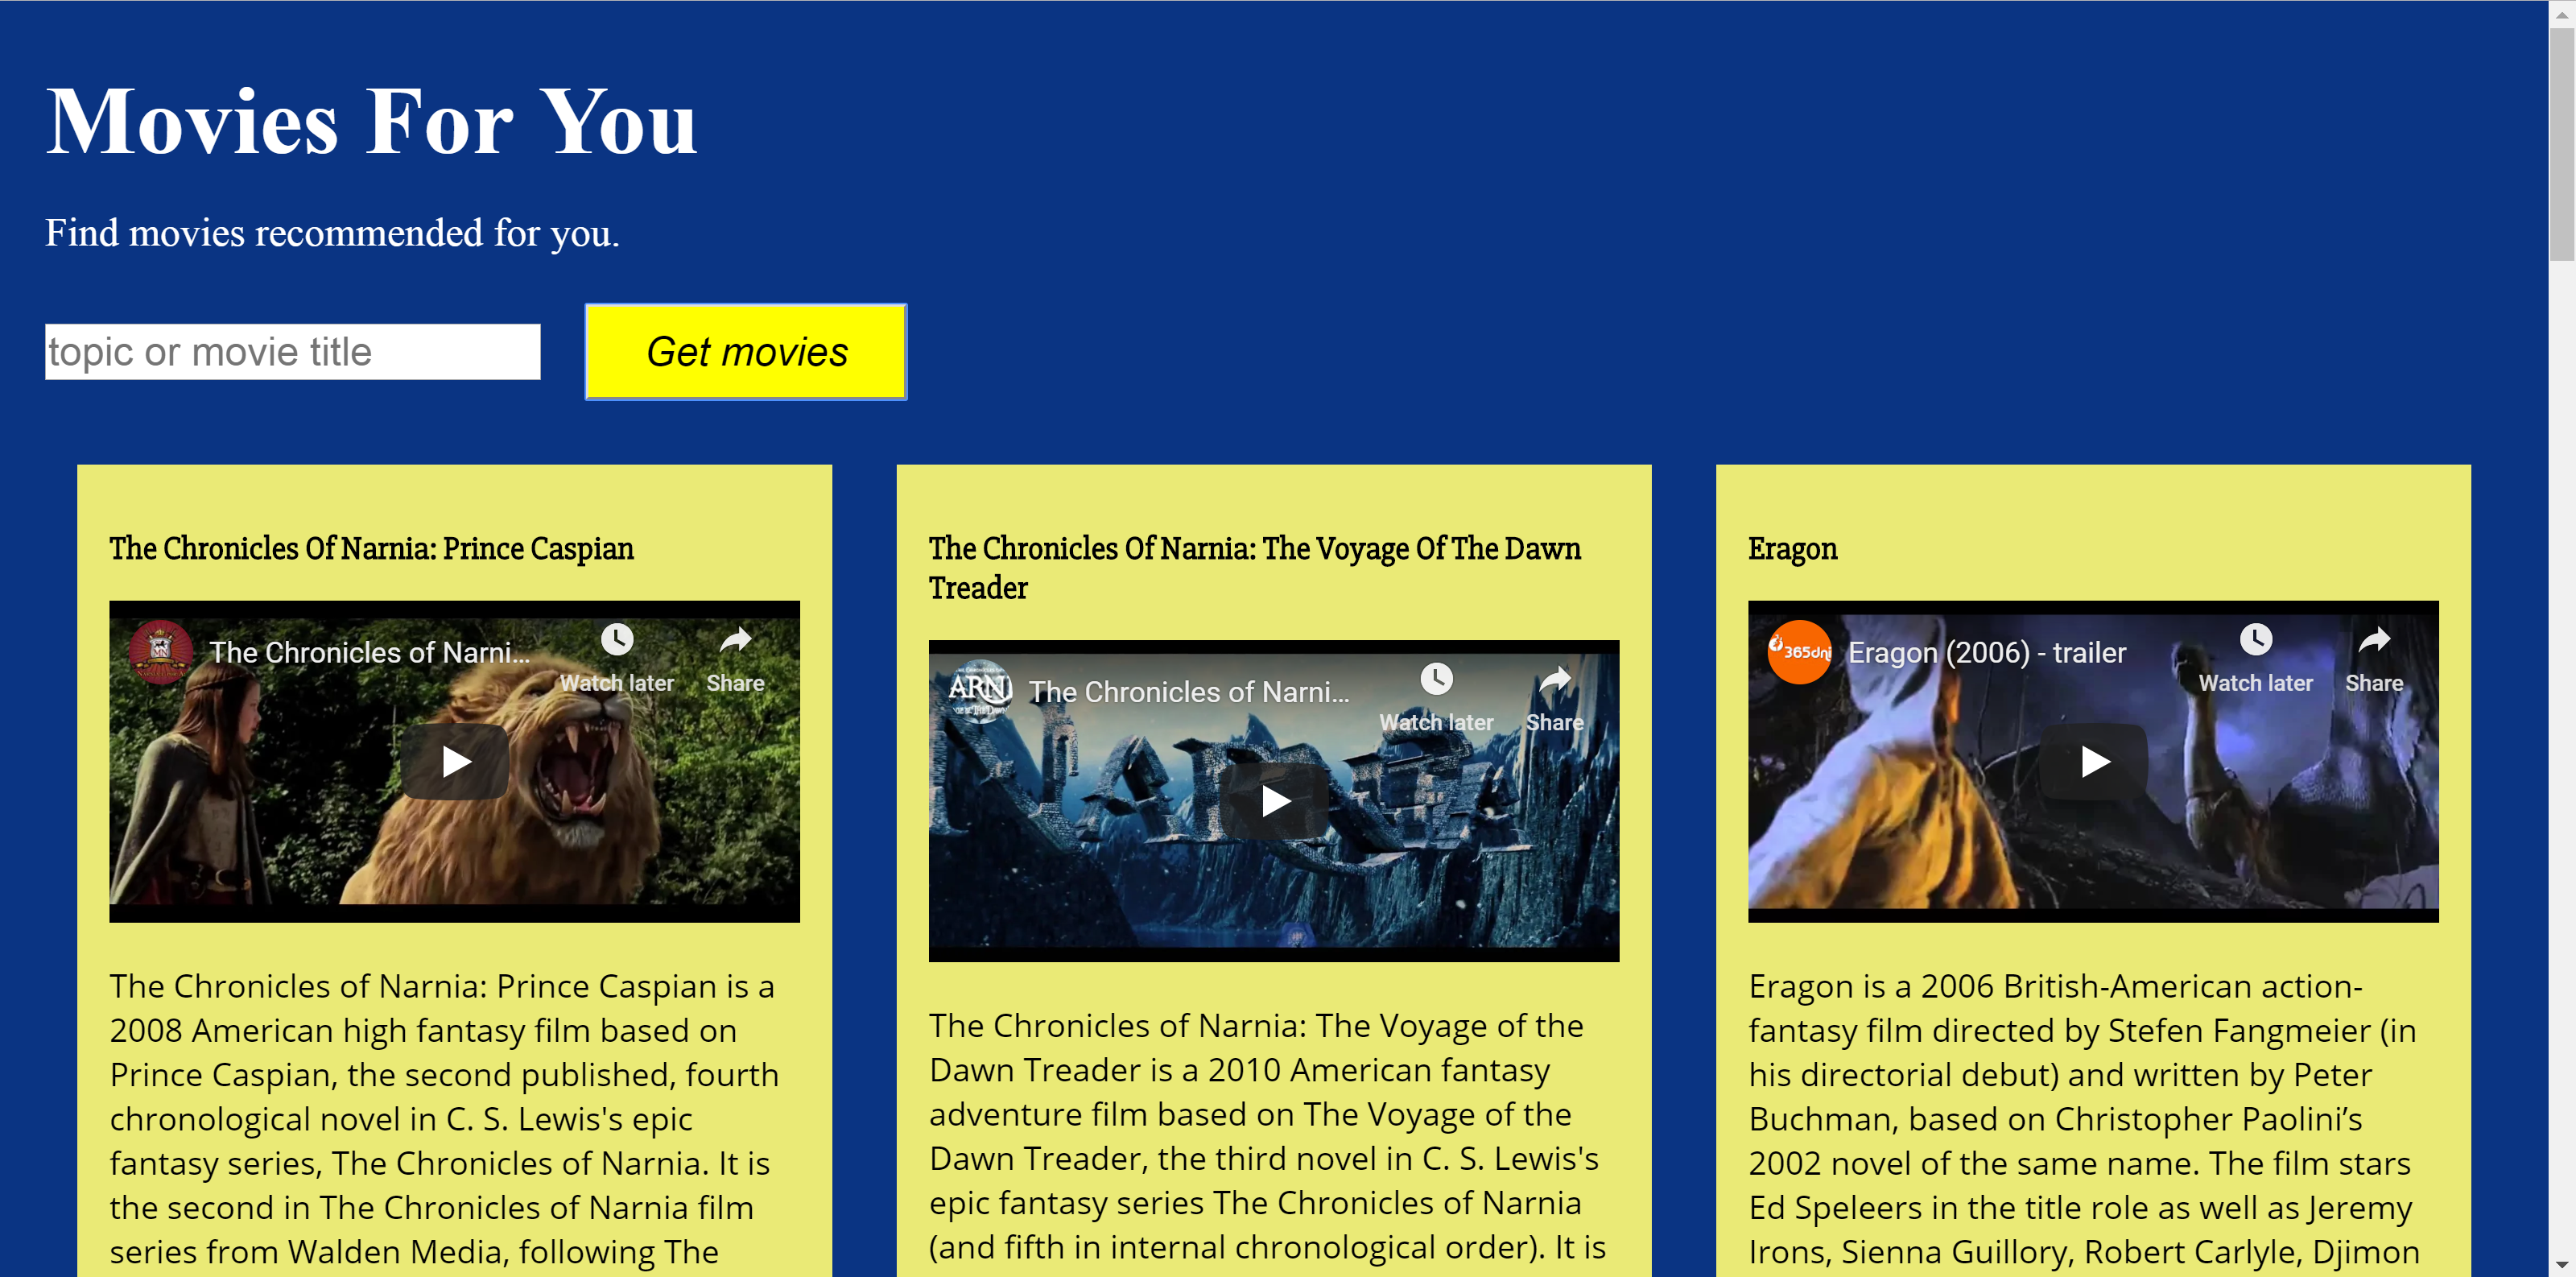 Movies For You
Find movies recommended for you.
topic or movie title
Get movies
The Chronicles Of Narnia: Prince Caspian
The Chronicles of Narni...
Watch later
Share
The Chronicles of Narnia: Prince Caspian is a
2008 American high fantasy film based on
Prince Caspian, the second published, fourth
chronological novel in C. S. Lewis's epic
fantasy series, The Chronicles of Narnia. It is
the second in The Chronicles of Narnia film
series from Walden Media, following The
The Chronicles Of Narnia: The Voyage Of The Dawn
Treader
ARN
The Chronicles of Narni...
Watch later
Share
NARNIA
The Chronicles of Narnia: The Voyage of the
Dawn Treader is a 2010 American fantasy
adventure film based on The Voyage of the
Dawn Treader, the third novel in C. S. Lewis's
epic fantasy series The Chronicles of Narnia
(and fifth in internal chronological order). It is
Eragon
365dni
Eragon (2006) - trailer
Watch later
Share
Eragon is a 2006 British-American action-
fantasy film directed by Stefen Fangmeier (in
his directorial debut) and written by Peter
Buchman, based on Christopher Paolini’s
2002 novel of the same name. The film stars
Ed Speleers in the title role as well as Jeremy
Irons, Sienna Guillory, Robert Carlyle, Djimon